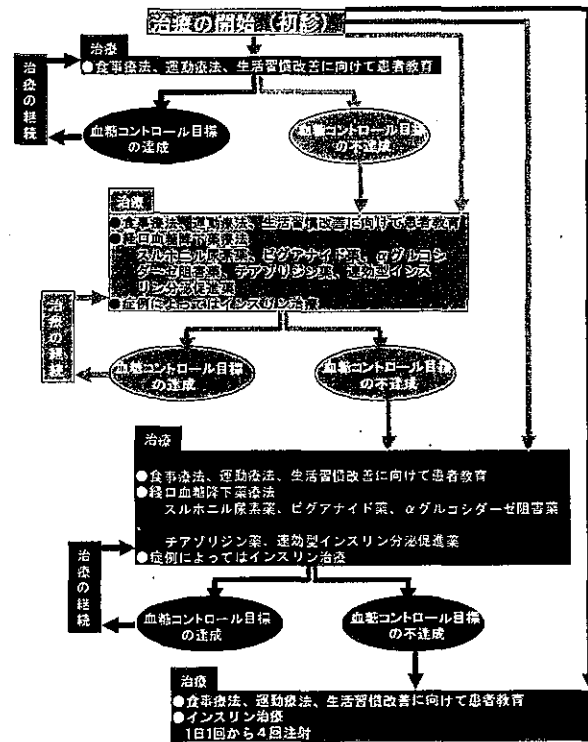 治療の開始（初診）
治療
●食事療法、運動療法、生活習慣改善に向けて患者教育
治療の継続
血糖コントロール目標
の達成
血糖コントロール目標
の不達成
治療
●食事療法、運動療法、生活習慣改善に向けて患者教育
●経口血糖降下薬療法
スルホニル尿素薬、ビグアナイド薬、αグルコシ
ダーゼ阻害薬、チアゾリジン薬、速効型インス
リン分泌促進薬
●症例によってはインスリン治療
治療の継続
血糖コントロール目標
の達成
血糖コントロール目標
の不達成
治療
●食事療法、運動療法、生活習慣改善に向けて患者教育
●経口血糖降下薬療法
スルホニル尿素薬、ビグアナイド薬、αグルコシダーゼ阻害薬
チアゾリジン薬、速効型インスリン分泌促進薬
●症例によってはインスリン治療
治療の継続
血糖コントロール目標
の達成
血糖コントロール目標
の不達成
治療
●食事療法、運動療法、生活習慣改善に向けて患者教育
●インスリン治療
1日1回から4回注射